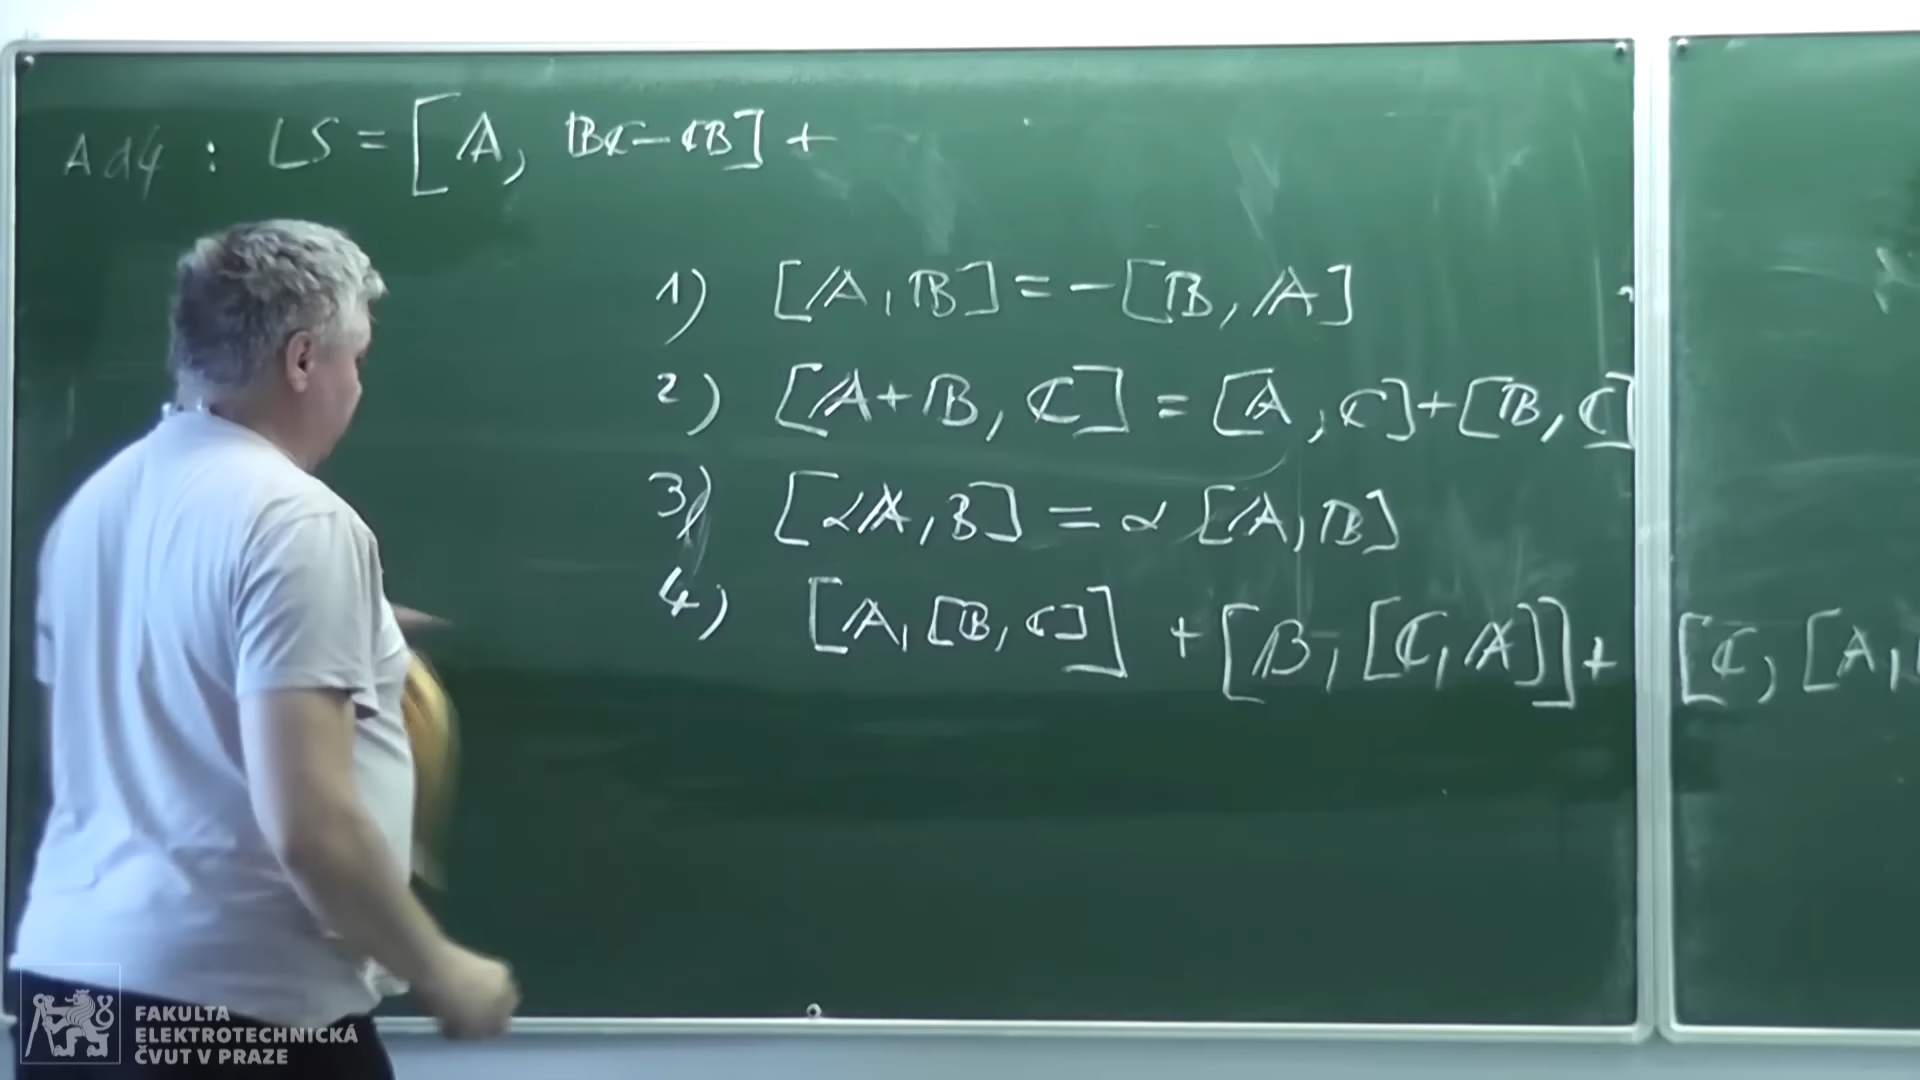 Ad4 : LS = [𝔸, 𝔹ℂ-ℂ𝔹] +
1) [𝔸, 𝔹] = -[𝔹, 𝔸]
2) [𝔸+𝔹, ℂ] = [𝔸, ℂ]+[𝔹, ℂ]
3) [α𝔸, B] = α [𝔸, 𝔹]
4) [𝔸, [𝔹, ℂ]] + [𝔹, [ℂ, 𝔸]] + [ℂ, [𝔸,
FAKULTA
ELEKTROTECHNICKÁ
ČVUT V PRAZE